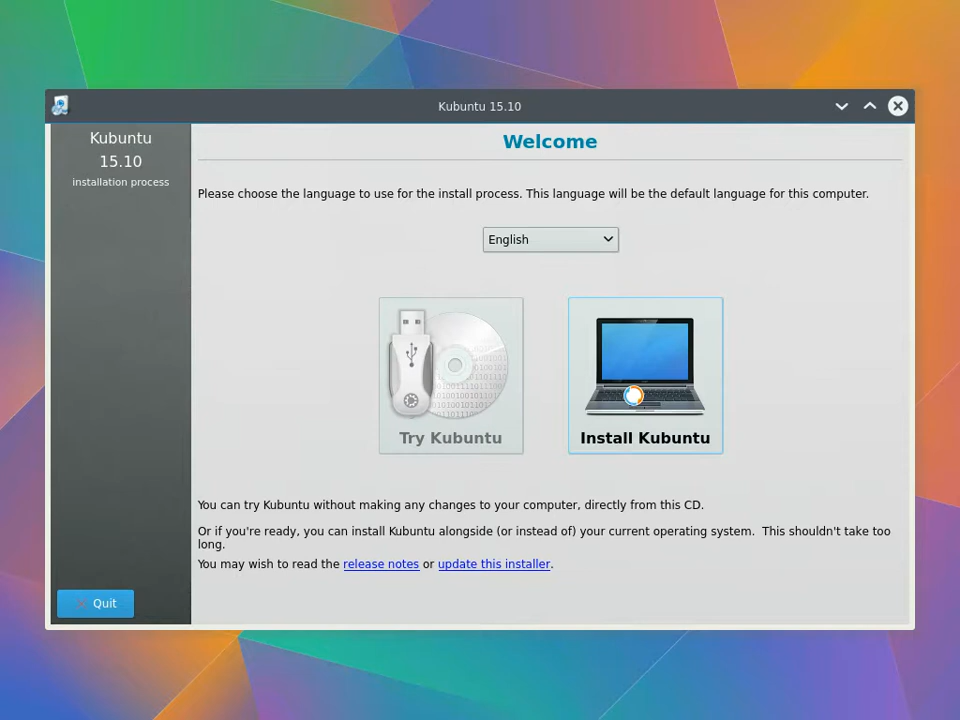 Kubuntu 15.10
Kubuntu
15.10
installation process
Welcome
Please choose the language to use for the install process. This language will be the default language for this computer.
English
Try Kubuntu
Install Kubuntu
You can try Kubuntu without making any changes to your computer, directly from this CD.
Or if you're ready, you can install Kubuntu alongside (or instead of) your current operating system.  This shouldn't take too
long.
You may wish to read the release notes or update this installer.
Quit